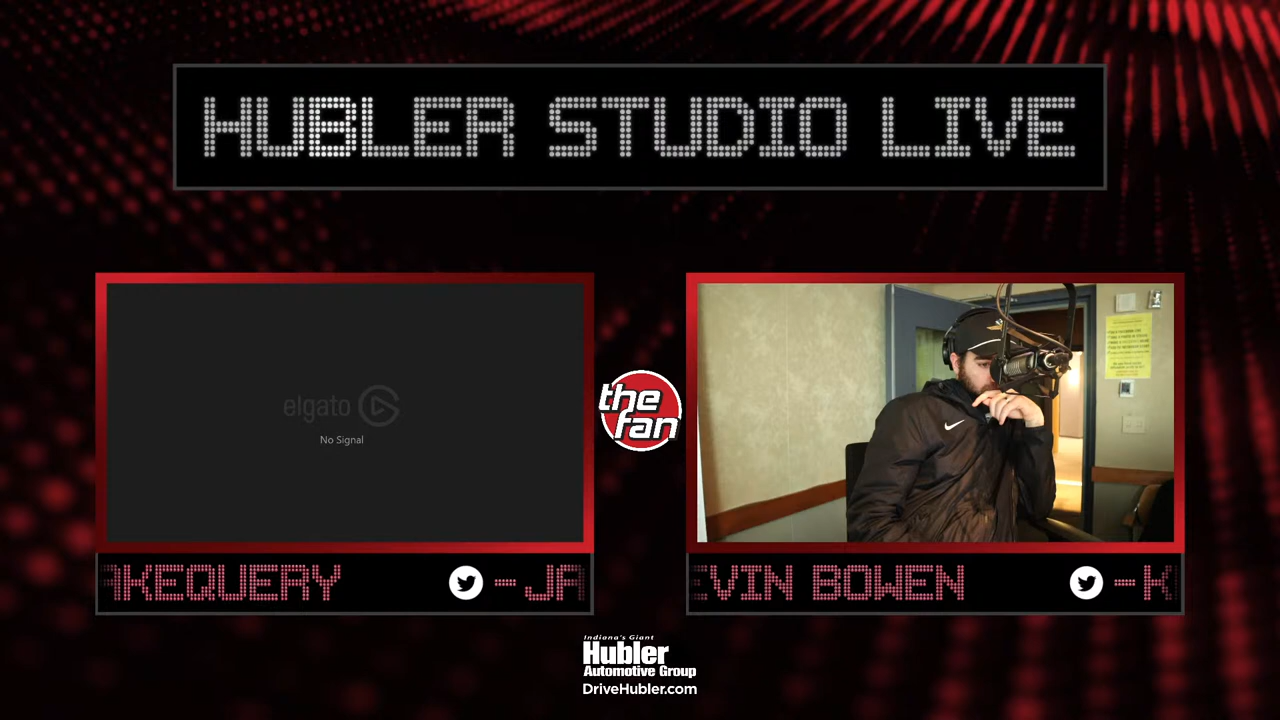 HUBLER STUDIO LIVE
elgato
No Signal
the
fan
AKEQUERY - JA
EVIN BOWEN - K
Indiana's Giant
Hubler
Automotive Group
DriveHubler.com